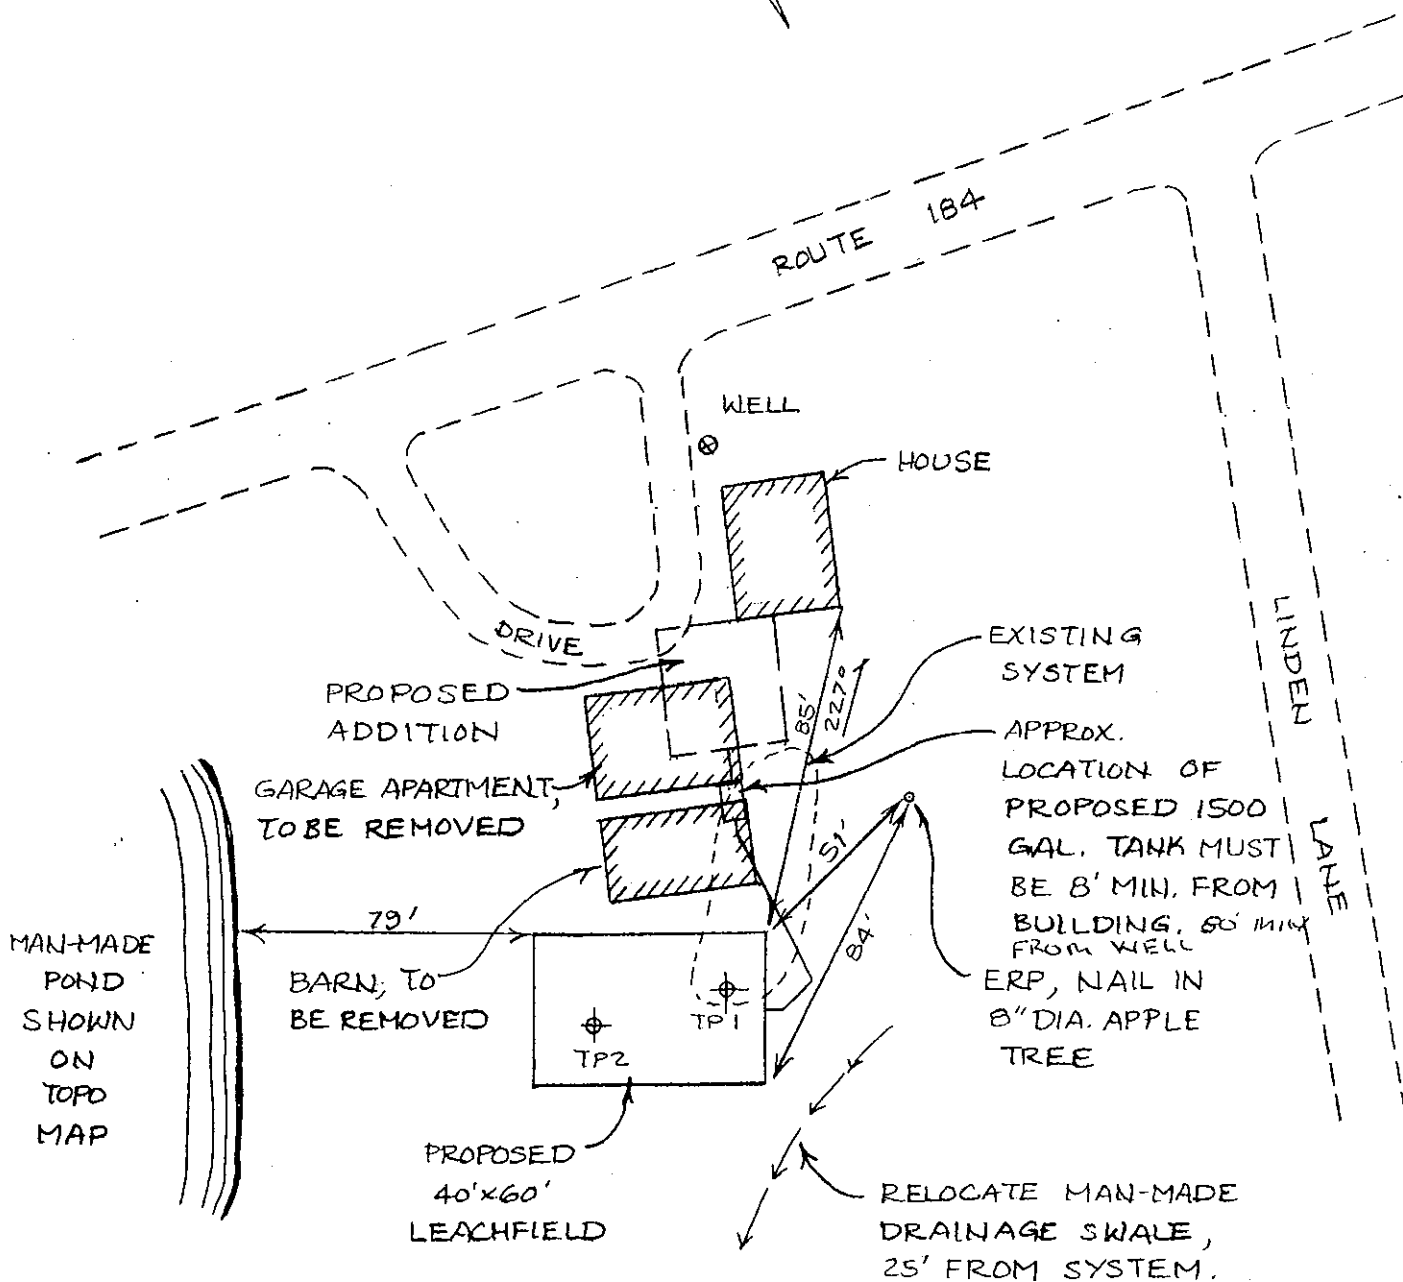 ROUTE 184
WELL
HOUSE
DRIVE
EXISTING
SYSTEM
PROPOSED
ADDITION
85'
227°
LINDEN
LANE
APPROX.
LOCATION OF
PROPOSED 1500
GAL. TANK MUST
BE 8' MIN. FROM
BUILDING. 60' MIN
FROM WELL
GARAGE APARTMENT,
TO BE REMOVED
51'
84'
79'
MAN-MADE
POND
SHOWN
ON
TOPO
MAP
BARN, TO
BE REMOVED
TP1
TP2
ERP, NAIL IN
8" DIA. APPLE
TREE
PROPOSED
40'x60'
LEACHFIELD
RELOCATE MAN-MADE
DRAINAGE SWALE,
25' FROM SYSTEM.